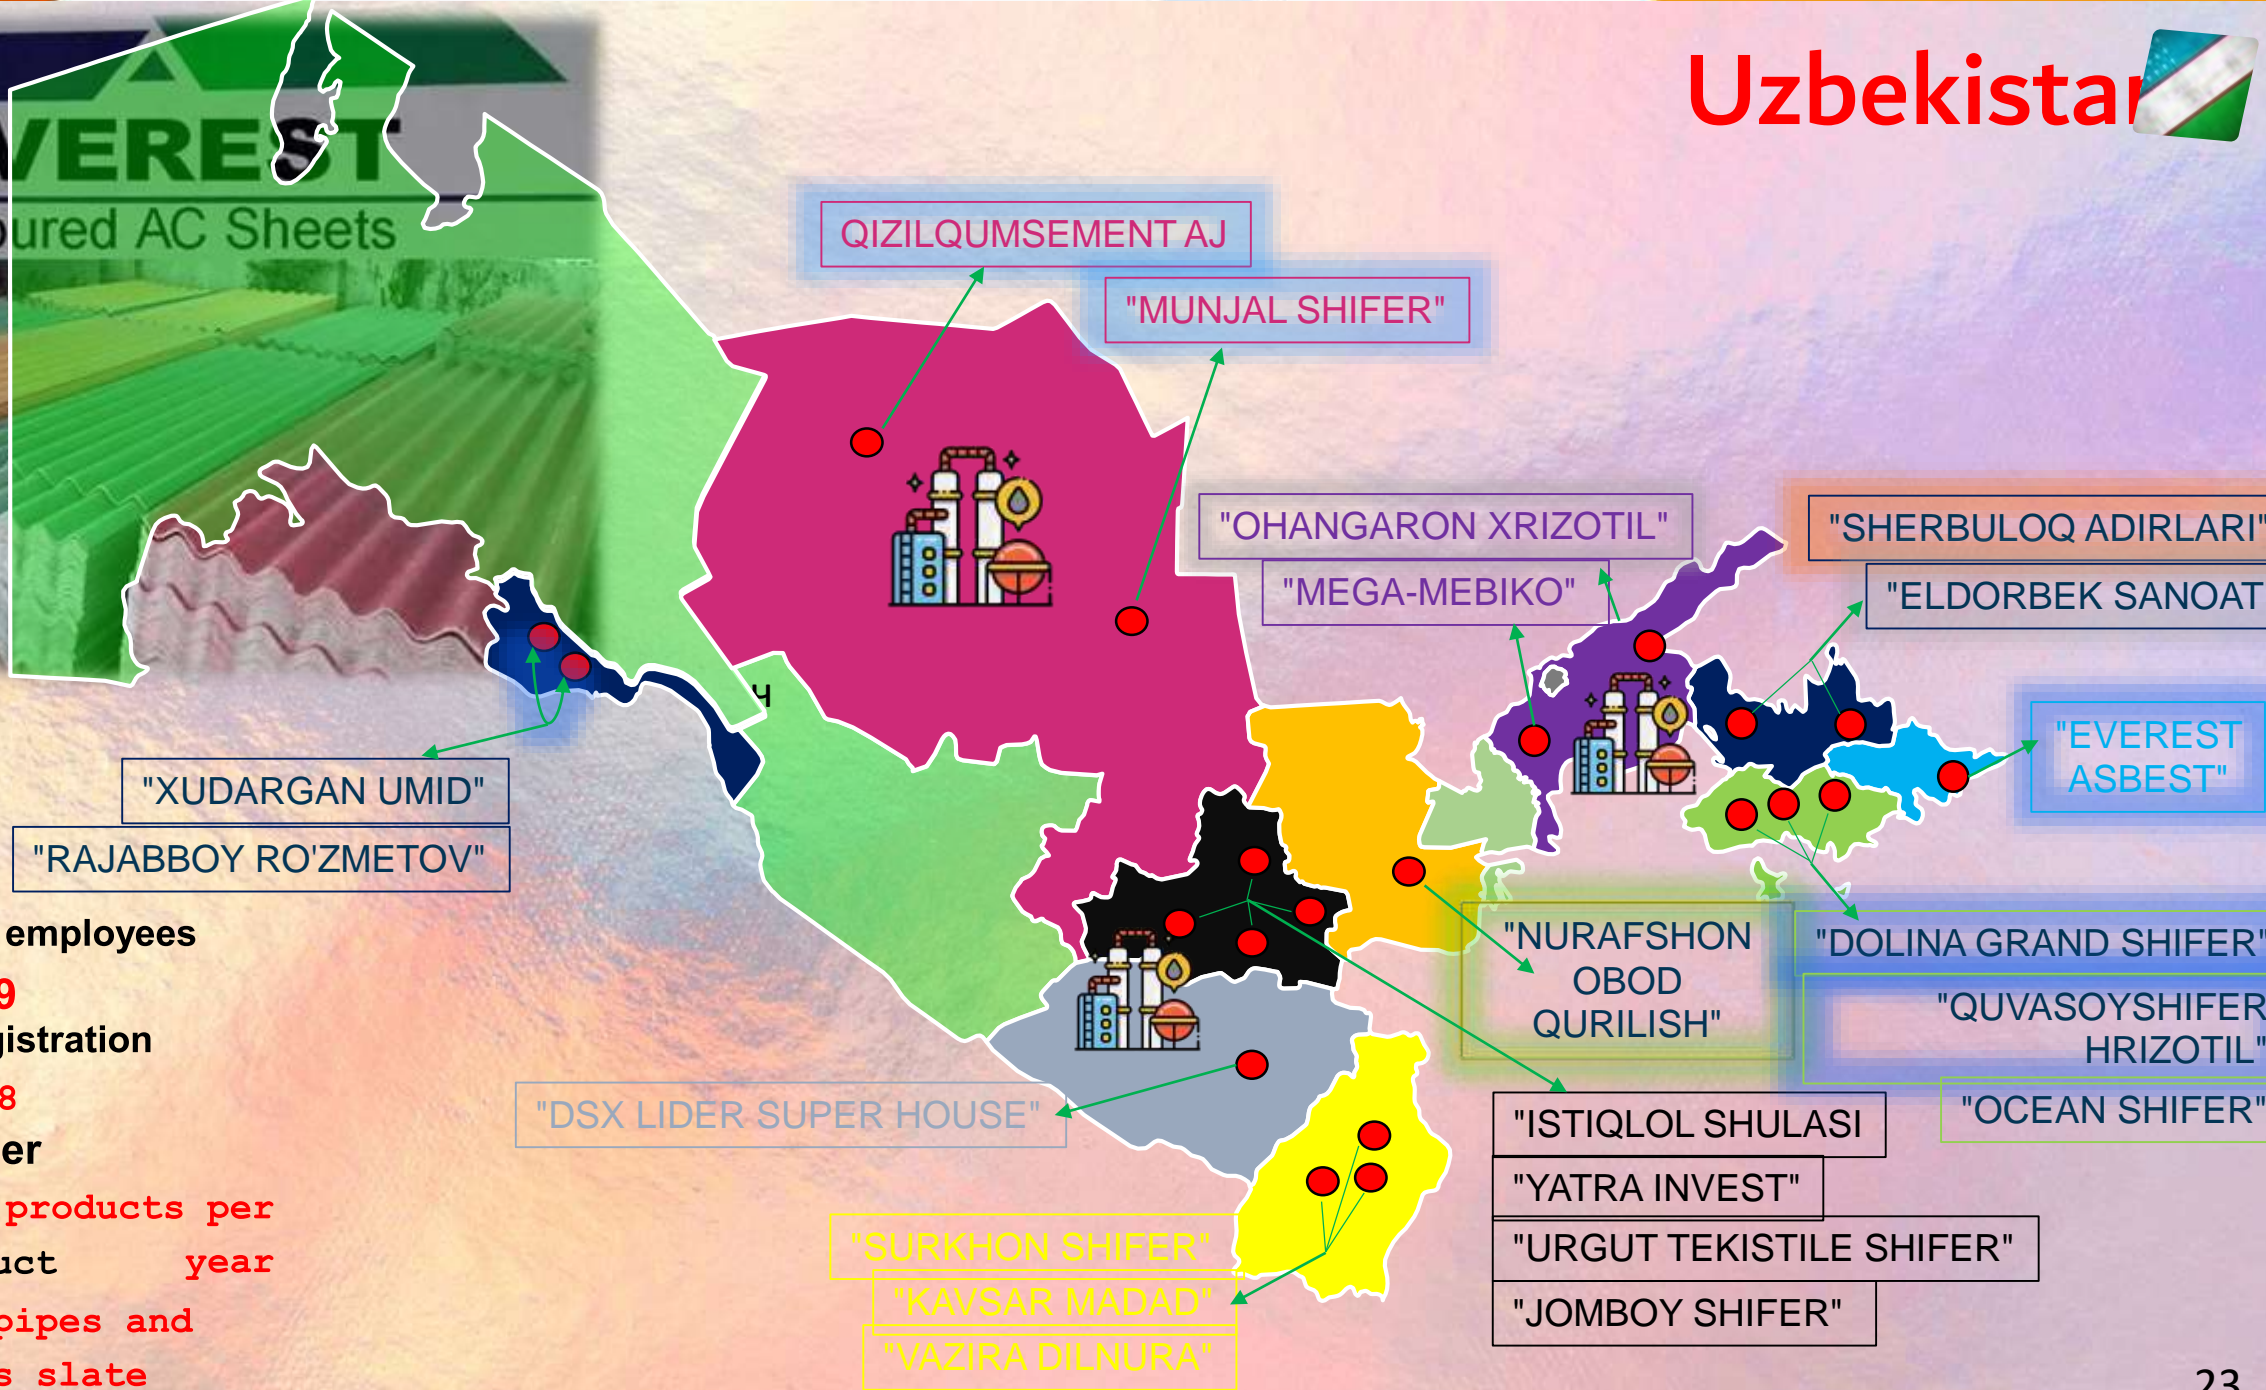 Uzbekistan
VEREST
oured AC Sheets
QIZILQUMSEMENT AJ
"MUNJAL SHIFER"
"OHANGARON XRIZOTIL"
"MEGA-MEBIKO"
"SHERBULOQ ADIRLARI"
"ELDORBEK SANOAT
"EVEREST
ASBEST"
Ч
"XUDARGAN UMID"
"RAJABBOY RO'ZMETOV"
employees
9
gistration
8
er
products per
uct year
pipes and
s slate
"DSX LIDER SUPER HOUSE"
"NURAFSHON
OBOD
QURILISH"
"DOLINA GRAND SHIFER"
"QUVASOYSHIFER
HRIZOTIL"
"OCEAN SHIFER"
"ISTIQLOL SHULASI
"YATRA INVEST"
"URGUT TEKISTILE SHIFER"
"JOMBOY SHIFER"
"SURKHON SHIFER"
"KAVSAR MADAD"
"VAZIRA DILNURA"
23